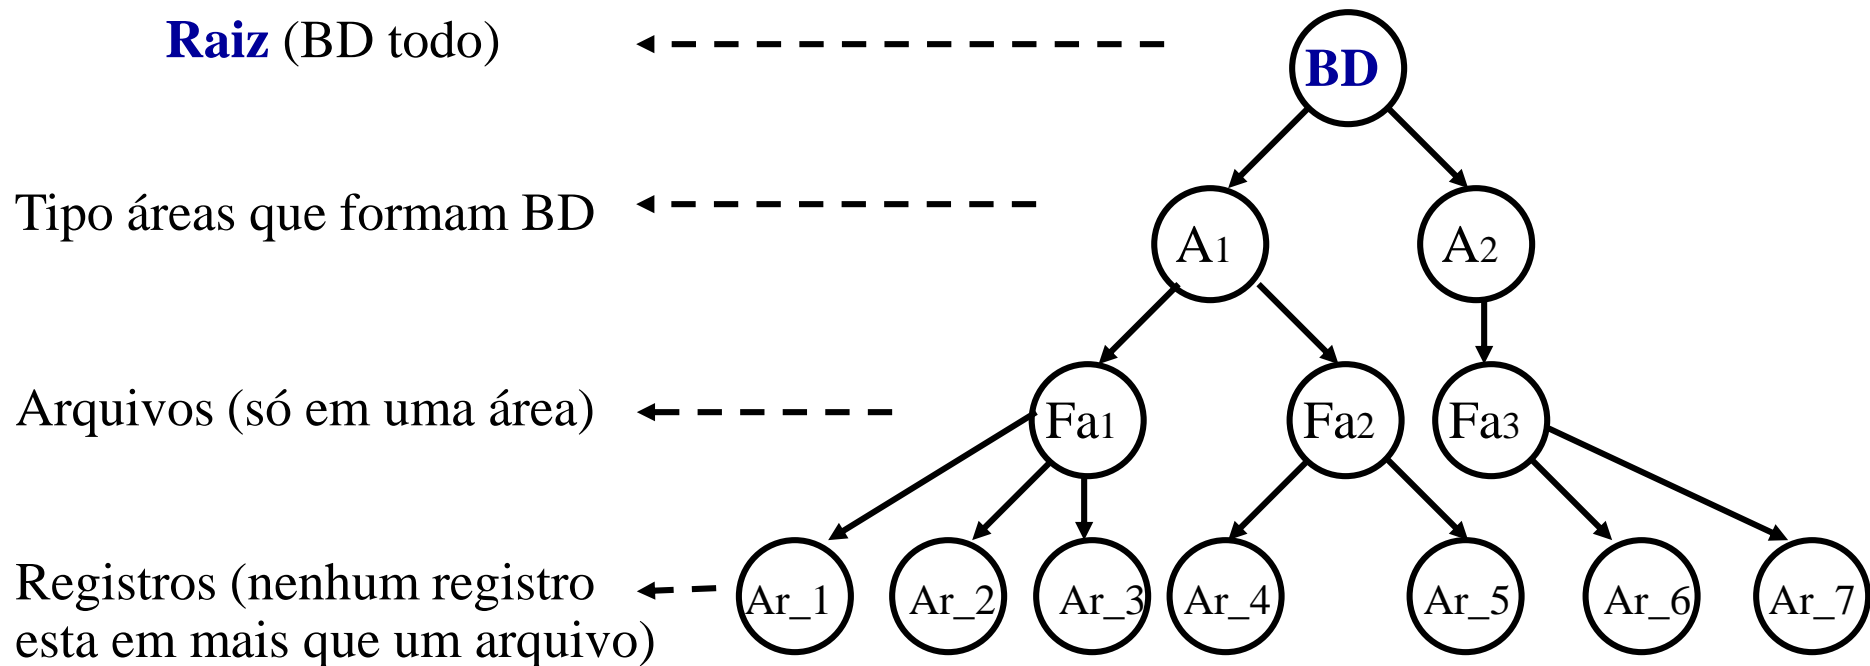 Raiz (BD todo)
BD
Tipo áreas que formam BD
A1
A2
Arquivos (só em uma área)
Fa1
Fa2
Fa3
Registros (nenhum registro
esta em mais que um arquivo)
Ar_1
Ar_2
Ar_3
Ar_4
Ar_5
Ar_6
Ar_7